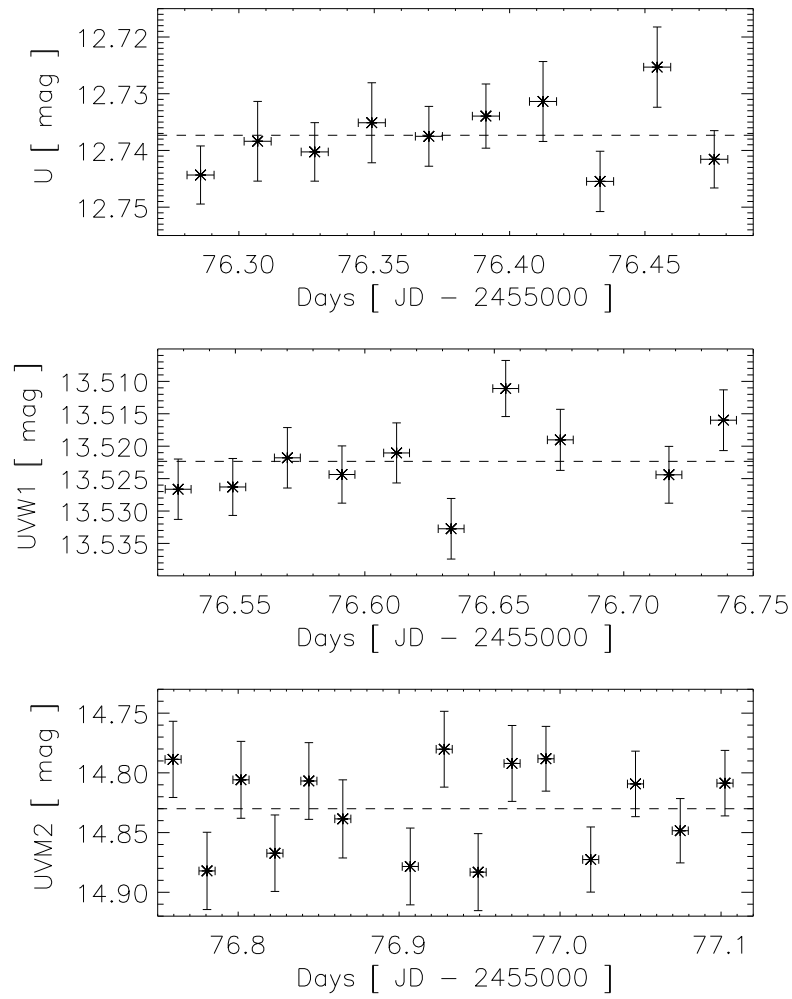 U [ mag ]
12.72
12.73
12.74
12.75
76.30 76.35 76.40 76.45
Days [ JD − 2455000 ]
UVW1 [ mag ]
13.510
13.515
13.520
13.525
13.530
13.535
76.55 76.60 76.65 76.70 76.75
Days [ JD − 2455000 ]
UVM2 [ mag ]
14.75
14.80
14.85
14.90
76.8 76.9 77.0 77.1
Days [ JD − 2455000 ]